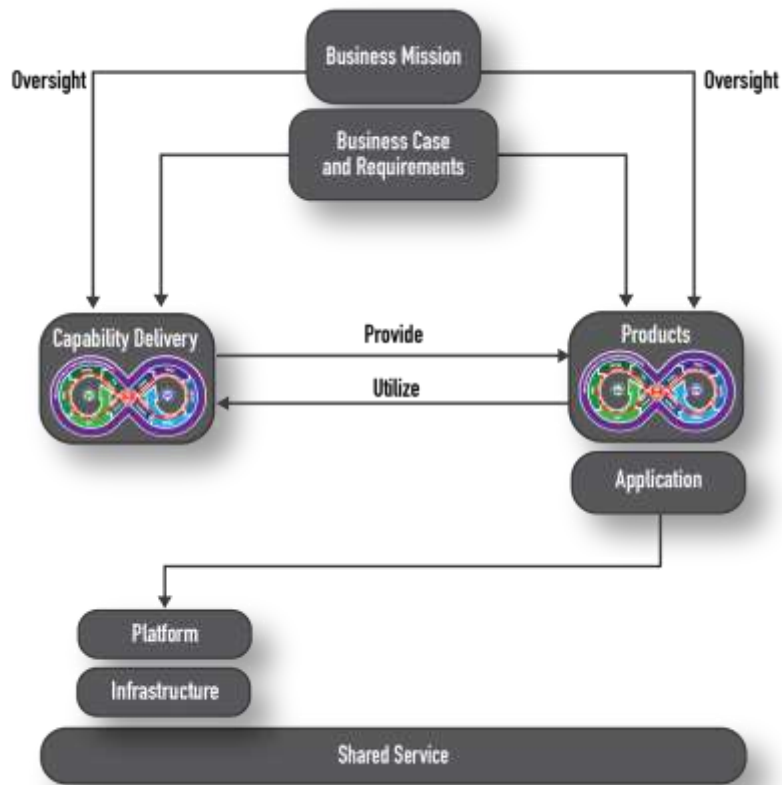 Business Mission
Oversight
Oversight
Business Case
and Requirements
Capability Delivery
Provide
Products
Utilize
Application
Platform
Infrastructure
Shared Service